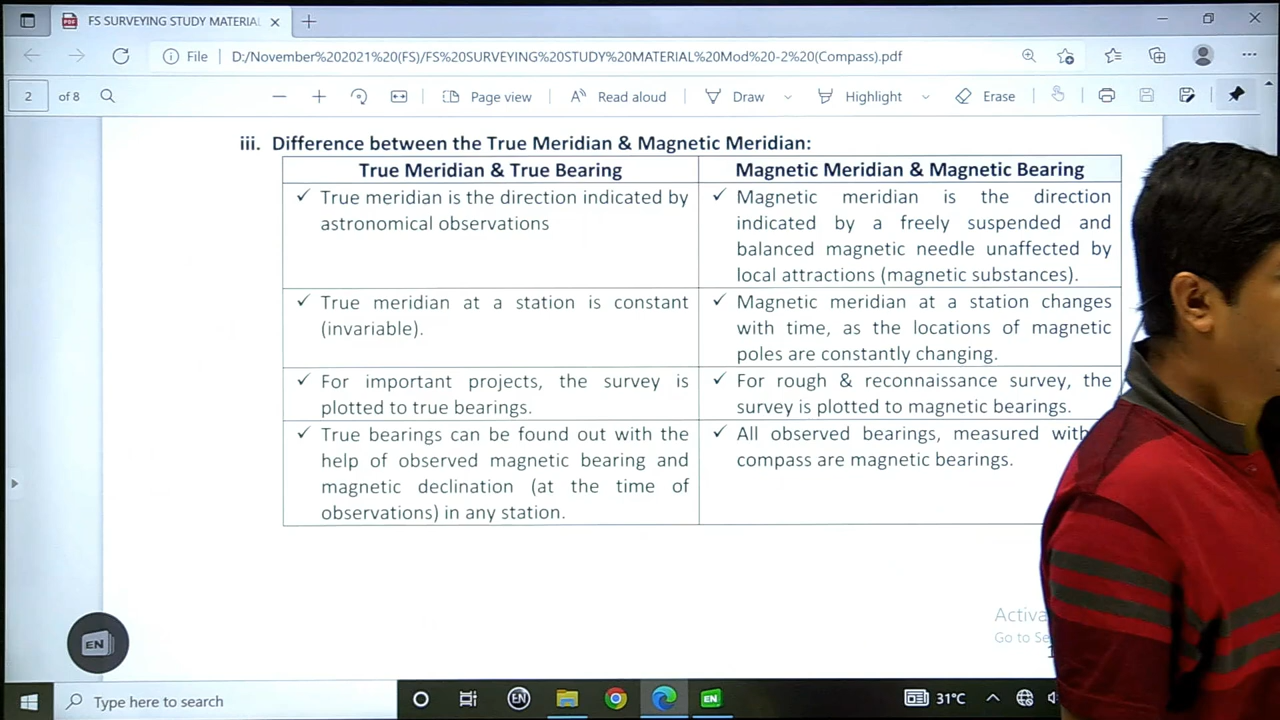 FS SURVEYING STUDY MATERIAL
File
D:/November%202021%20(FS)/FS%20SURVEYING%20STUDY%20MATERIAL%20Mod%20-2%20(Compass).pdf
2 of 8
Page view
Read aloud
Draw
Highlight
Erase
iii. Difference between the True Meridian & Magnetic Meridian:
True Meridian & True Bearing
Magnetic Meridian & Magnetic Bearing
✓ True meridian is the direction indicated by
astronomical observations
✓ Magnetic meridian is the direction
indicated by a freely suspended and
balanced magnetic needle unaffected by
local attractions (magnetic substances).
✓ True meridian at a station is constant
(invariable).
✓ Magnetic meridian at a station changes
with time, as the locations of magnetic
poles are constantly changing.
✓ For important projects, the survey is
plotted to true bearings.
✓ For rough & reconnaissance survey, the
survey is plotted to magnetic bearings.
✓ True bearings can be found out with the
help of observed magnetic bearing and
magnetic declination (at the time of
observations) in any station.
✓ All observed bearings, measured with
compass are magnetic bearings.
Go to
EN
Type here to search
EN
EN
31°C